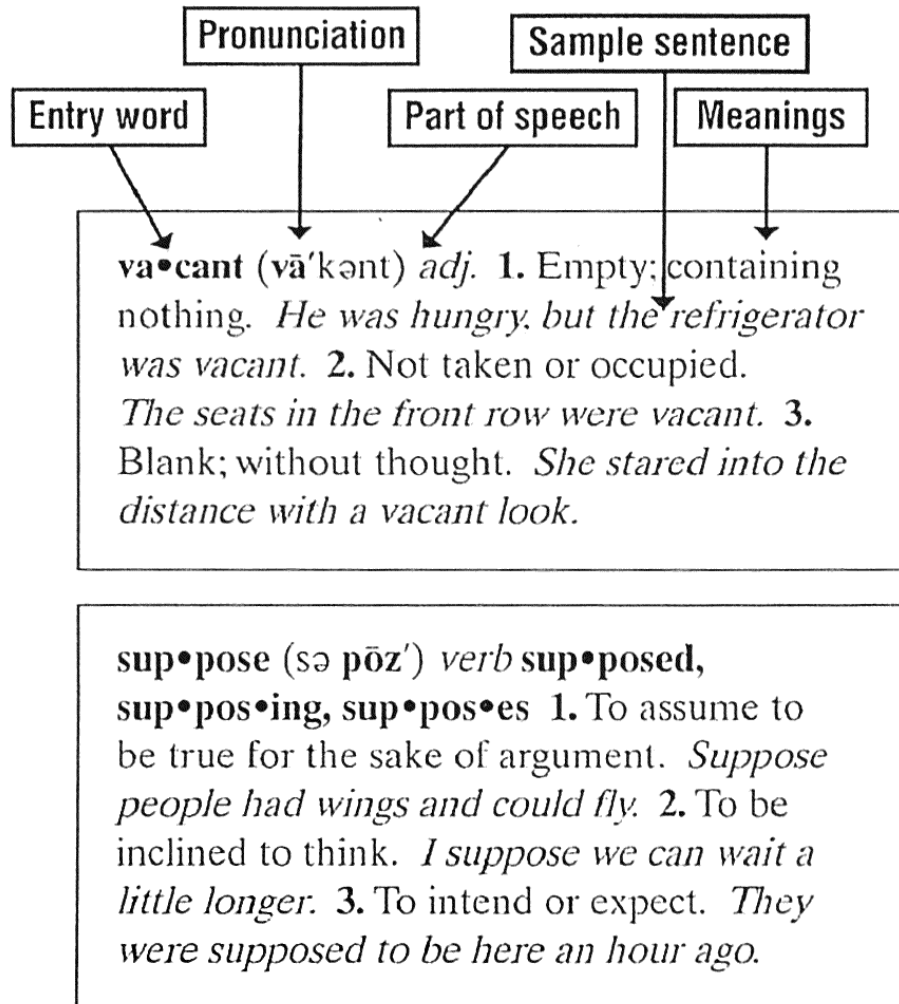 Pronunciation
Sample sentence
Entry word
Part of speech
Meanings
va•cant (vā′kənt) adj. 1. Empty; containing
nothing. He was hungry, but the refrigerator
was vacant. 2. Not taken or occupied.
The seats in the front row were vacant. 3.
Blank; without thought. She stared into the
distance with a vacant look.
sup•pose (sə pōz′) verb sup•posed,
sup•pos•ing, sup•pos•es 1. To assume to
be true for the sake of argument. Suppose
people had wings and could fly. 2. To be
inclined to think. I suppose we can wait a
little longer. 3. To intend or expect. They
were supposed to be here an hour ago.